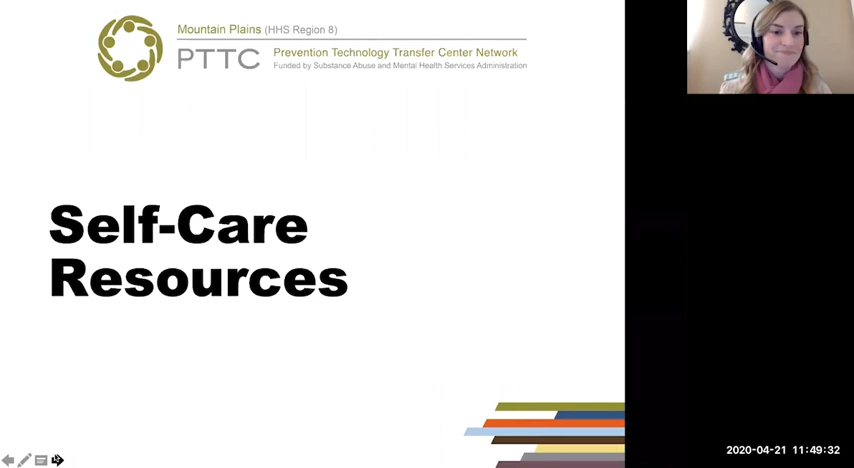 Mountain Plains (HHS Region 8)
PTTC
Prevention Technology Transfer Center Network
Funded by Substance Abuse and Mental Health Services Administration
Self-Care
Resources
2020-04-21 11:49:32